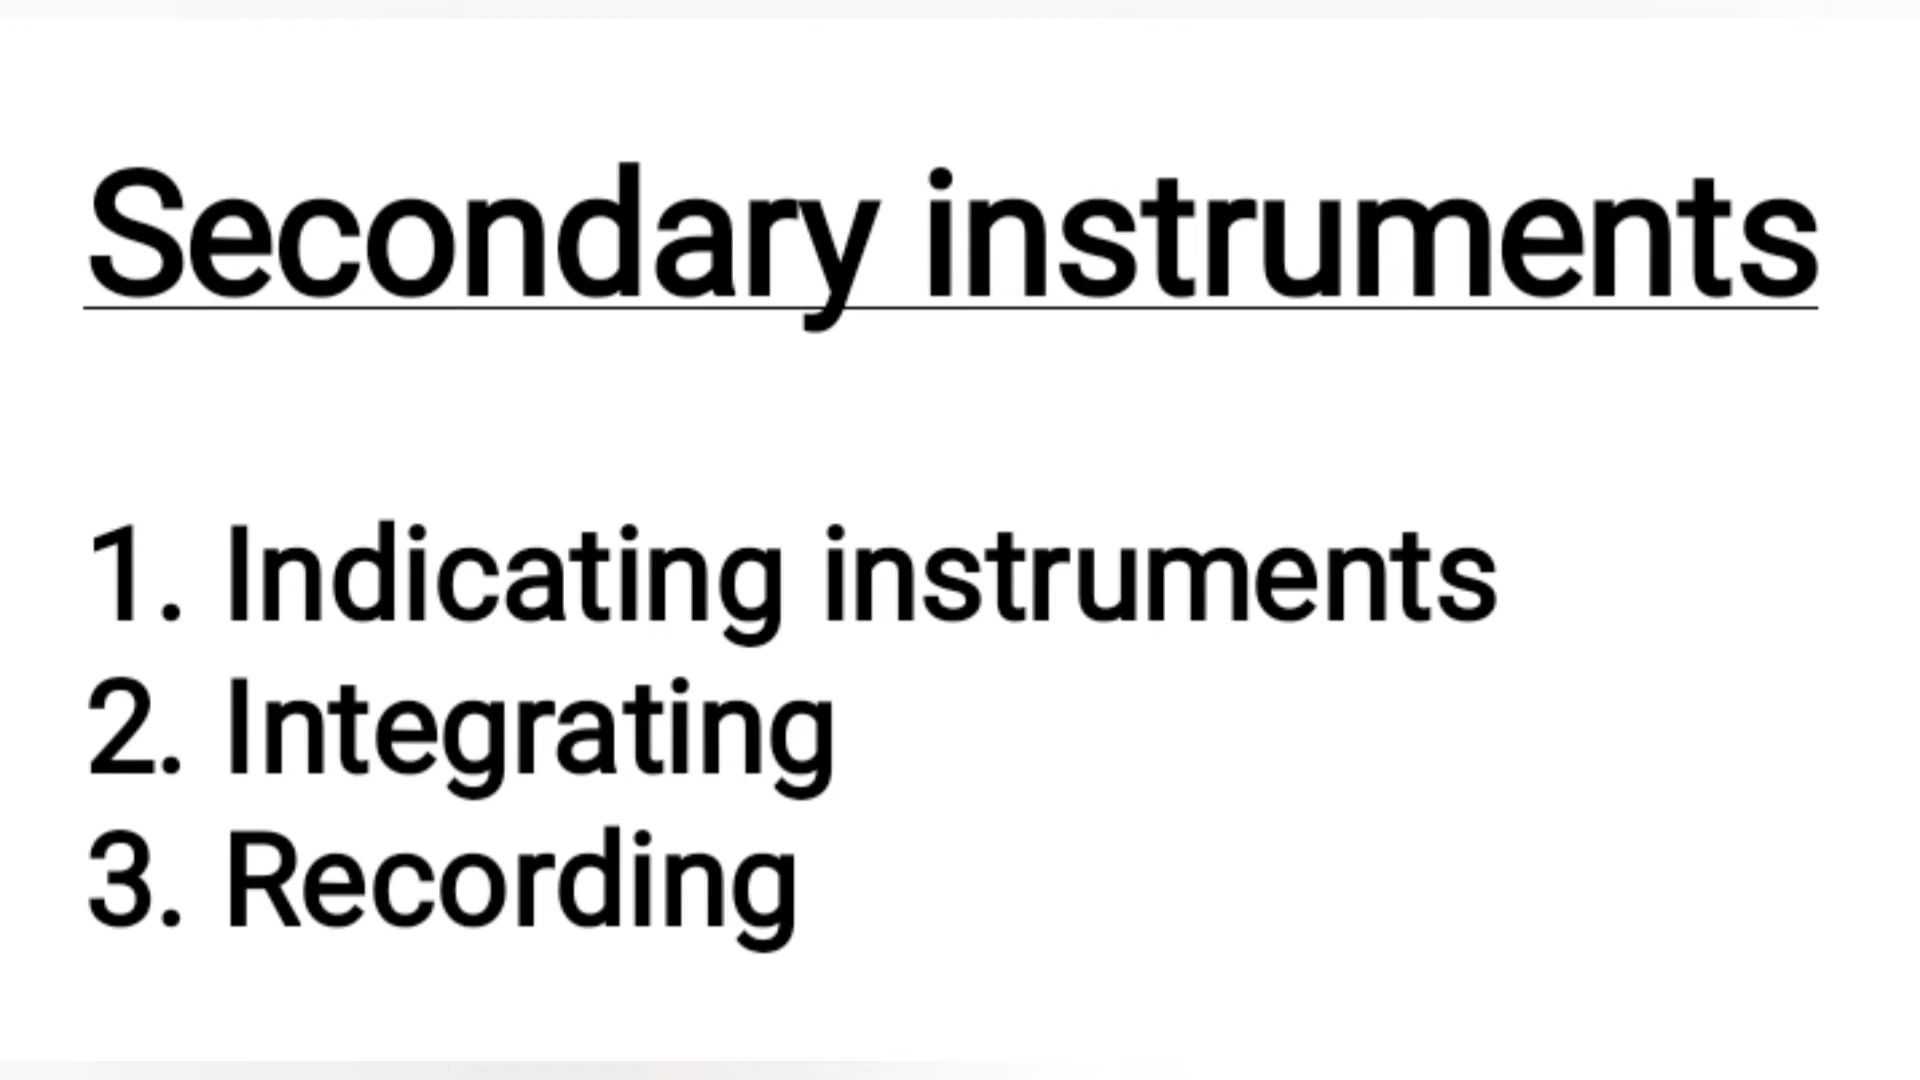 Secondary instruments
1. Indicating instruments
2. Integrating
3. Recording